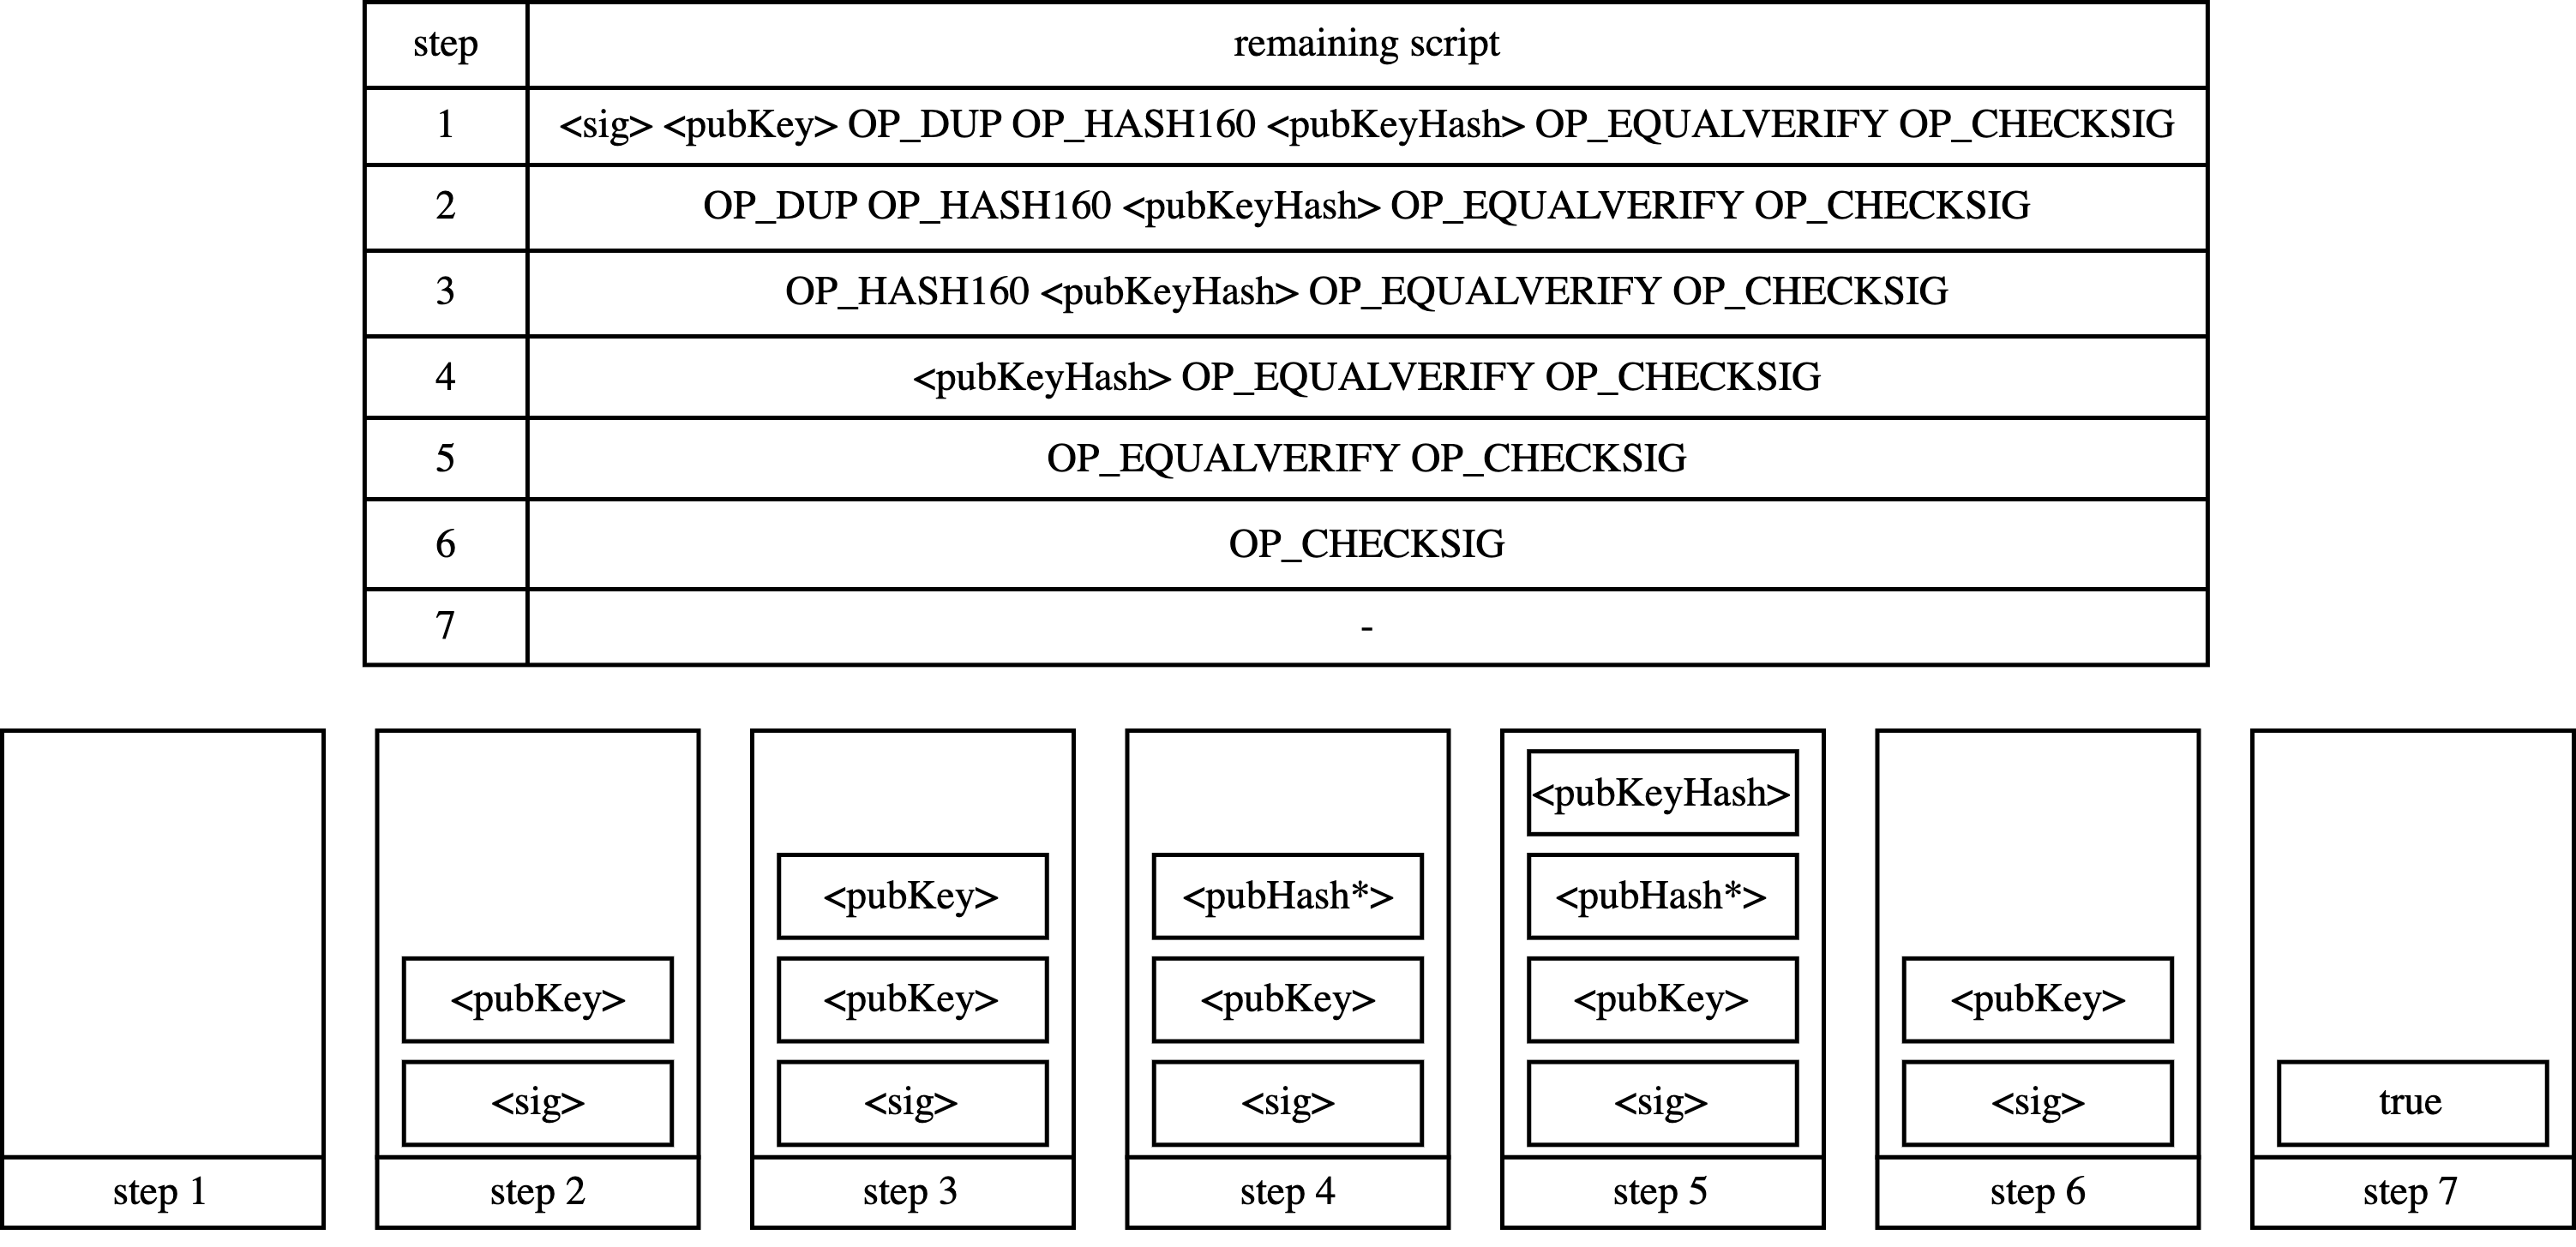 step remaining script
1 <sig> <pubKey> OP_DUP OP_HASH160 <pubKeyHash> OP_EQUALVERIFY OP_CHECKSIG
2 OP_DUP OP_HASH160 <pubKeyHash> OP_EQUALVERIFY OP_CHECKSIG
3 OP_HASH160 <pubKeyHash> OP_EQUALVERIFY OP_CHECKSIG
4 <pubKeyHash> OP_EQUALVERIFY OP_CHECKSIG
5 OP_EQUALVERIFY OP_CHECKSIG
6 OP_CHECKSIG
7 -
step 1
<pubKey>
<sig>
step 2
<pubKey>
<pubKey>
<sig>
step 3
<pubHash*>
<pubKey>
<sig>
step 4
<pubKeyHash>
<pubHash*>
<pubKey>
<sig>
step 5
<pubKey>
<sig>
step 6
true
step 7